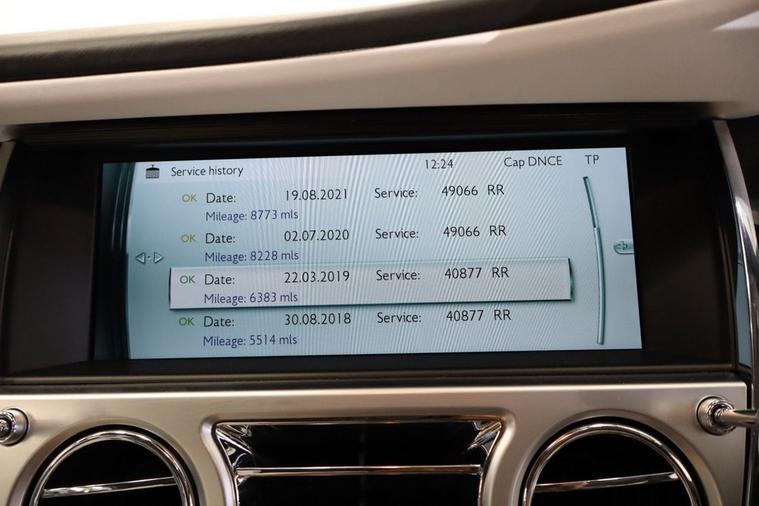 Service history 12:24 Cap DNCE TP
OK Date: 19.08.2021 Service: 49066 RR
Mileage: 8773 mls
OK Date: 02.07.2020 Service: 49066 RR
Mileage: 8228 mls
OK Date: 22.03.2019 Service: 40877 RR
Mileage: 6383 mls
OK Date: 30.08.2018 Service: 40877 RR
Mileage: 5514 mls